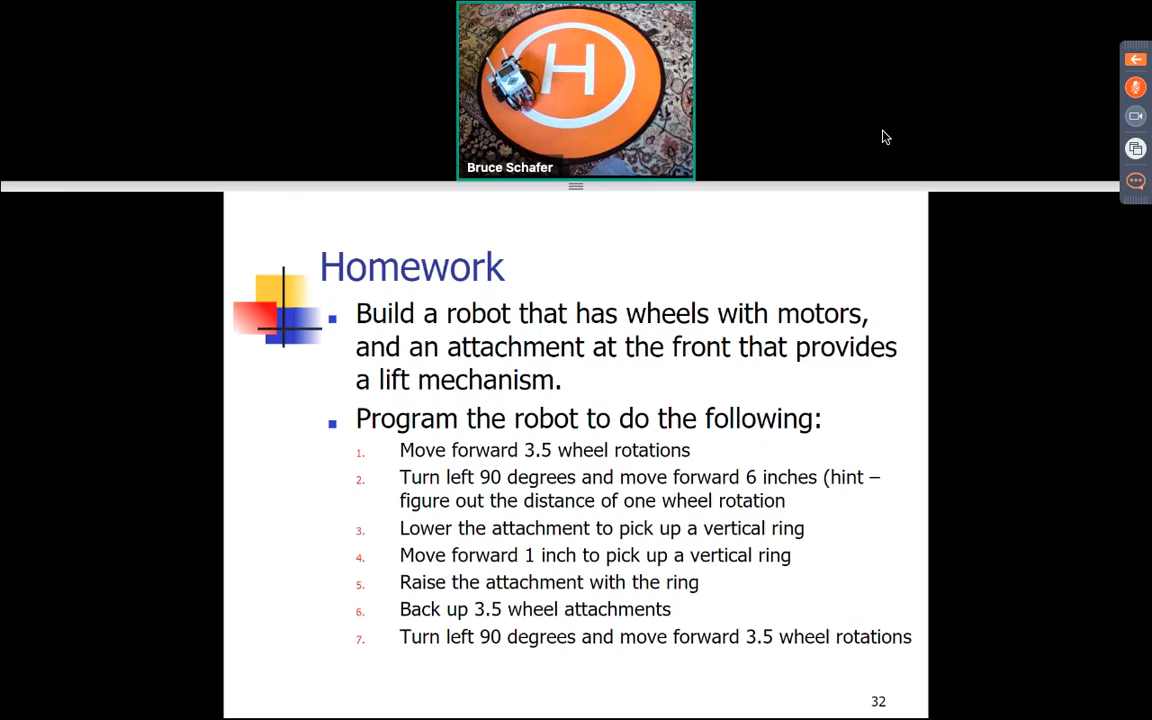 H
Bruce Schafer
Homework
Build a robot that has wheels with motors,
and an attachment at the front that provides
a lift mechanism.
Program the robot to do the following:
1. Move forward 3.5 wheel rotations
2. Turn left 90 degrees and move forward 6 inches (hint –
figure out the distance of one wheel rotation
3. Lower the attachment to pick up a vertical ring
4. Move forward 1 inch to pick up a vertical ring
5. Raise the attachment with the ring
6. Back up 3.5 wheel attachments
7. Turn left 90 degrees and move forward 3.5 wheel rotations
32